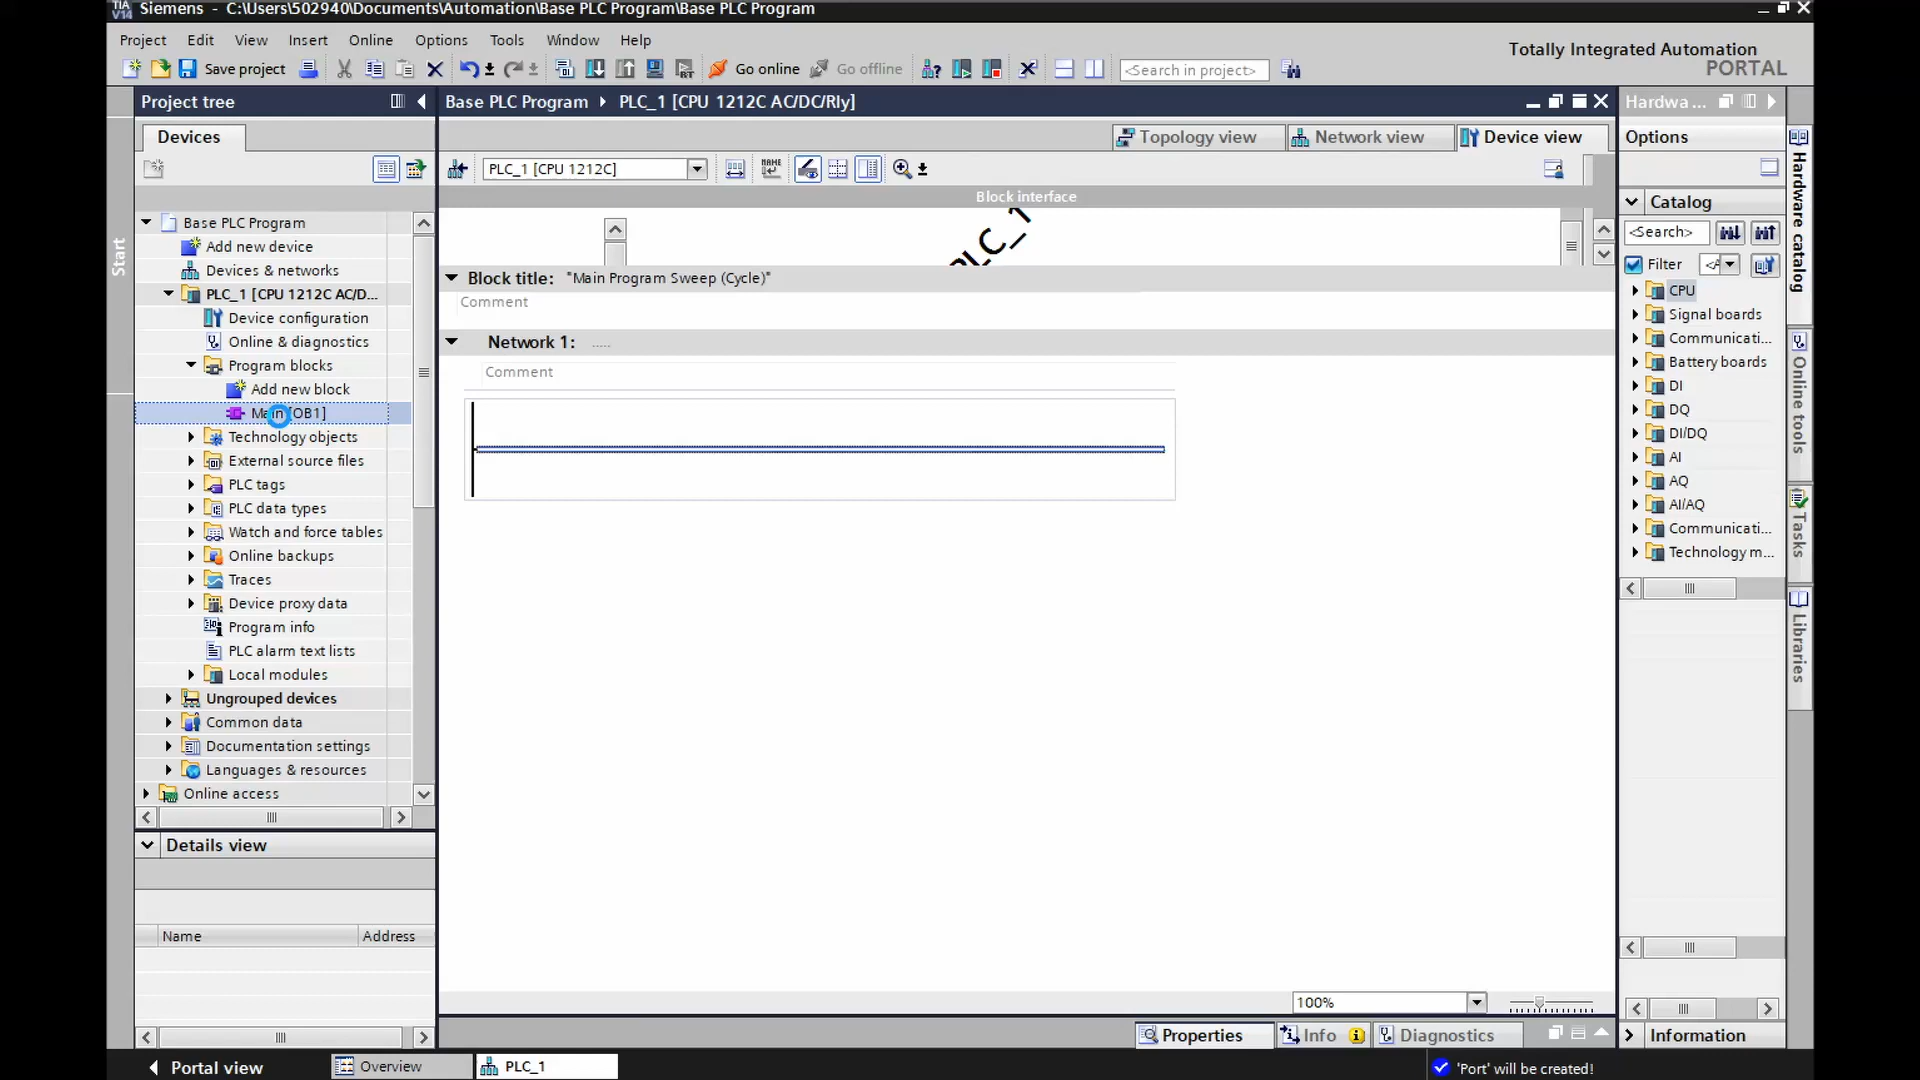 TIA
V14
Siemens - C:\Users\502940\Documents\Automation\Base PLC Program\Base PLC Program
Project Edit View Insert Online Options Tools Window Help
Totally Integrated Automation
PORTAL
Save project
Go online
Go offline
<Search in project>
Project tree
Base PLC Program PLC_1 [CPU 1212C AC/DC/Rly]
Hardwa...
Devices
Topology view
Network view
Device view
Options
PLC_1 [CPU 1212C]
NAME
Block interface
PLC_1
Start
Base PLC Program
Add new device
Devices & networks
PLC_1 [CPU 1212C AC/D...
Device configuration
Online & diagnostics
Program blocks
Add new block
Main [OB1]
Technology objects
External source files
PLC tags
PLC data types
Watch and force tables
Online backups
Traces
Device proxy data
Program info
PLC alarm text lists
Local modules
Ungrouped devices
Common data
Documentation settings
Languages & resources
Online access
Details view
Name
Address
Block title: "Main Program Sweep (Cycle)"
Comment
Network 1: .....
Comment
100%
Properties
Info
Diagnostics
Catalog
<Search>
Filter
CPU
Signal boards
Communicati...
Battery boards
DI
DQ
DI/DQ
AI
AQ
AI/AQ
Communicati...
Technology m...
Information
Hardware catalog
Online tools
Tasks
Libraries
Portal view
Overview
PLC_1
'Port' will be created!